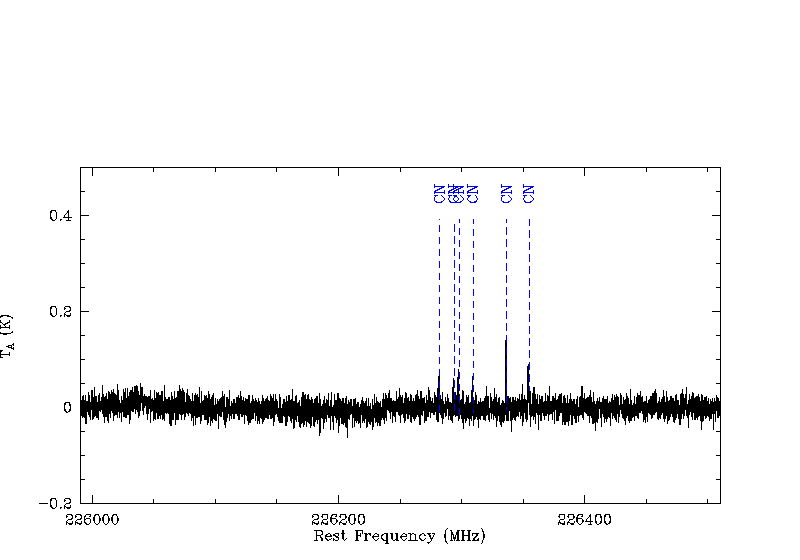 CN CN CN CN CN CN
0.4
0.2
0
-0.2
T_A (K)
226000 226200 226400
Rest Frequency (MHz)